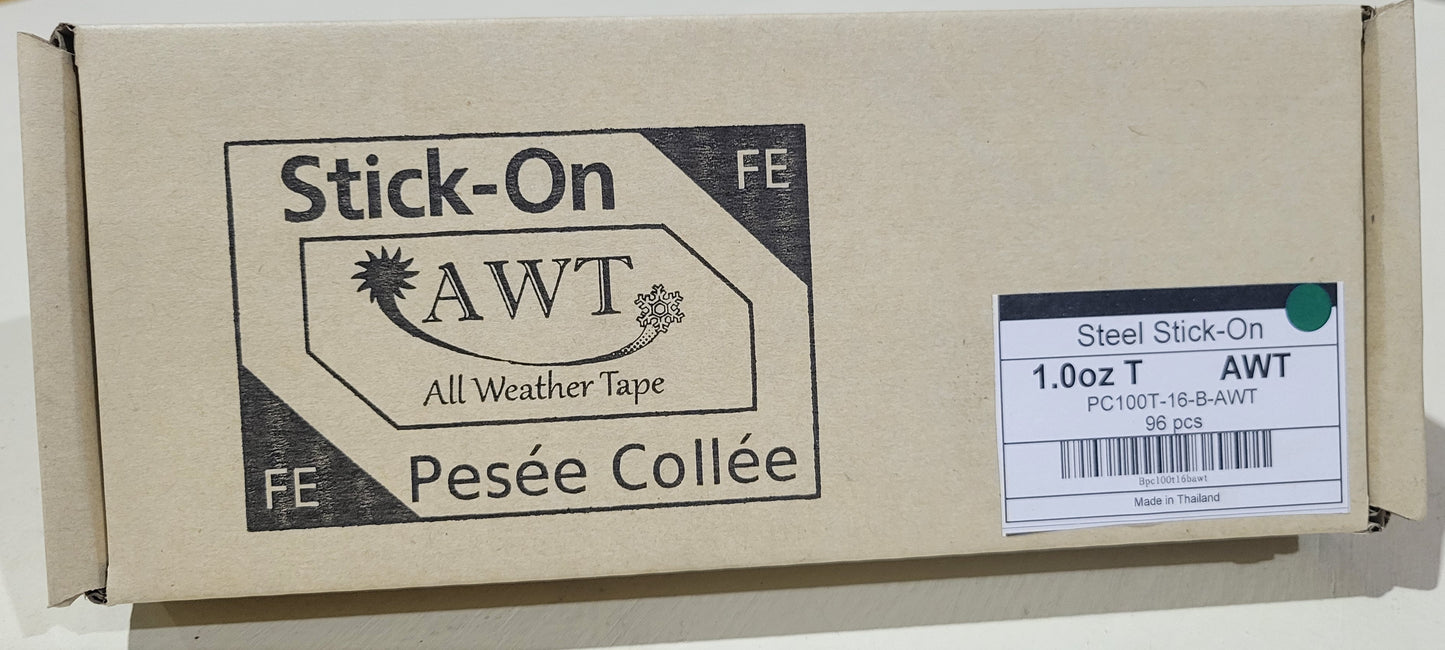 Stick-On
FE
AWT
All Weather Tape
FE
Pesée Collée
Steel Stick-On
1.0oz T AWT
PC100T-16-B-AWT
96 pcs
Bpc100t16bawt
Made in Thailand